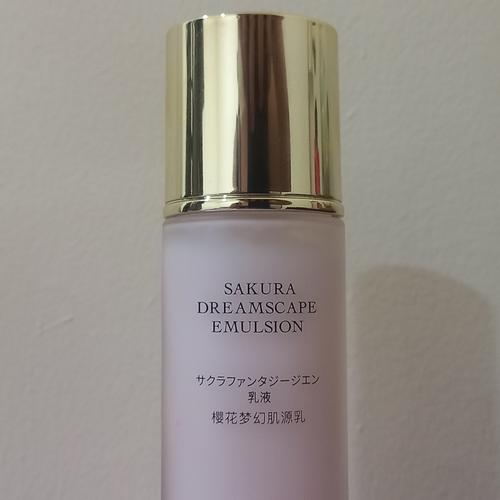 SAKURA
DREAMSCAPE
EMULSION
サクラファンタジージエン
乳液
樱花梦幻肌源乳